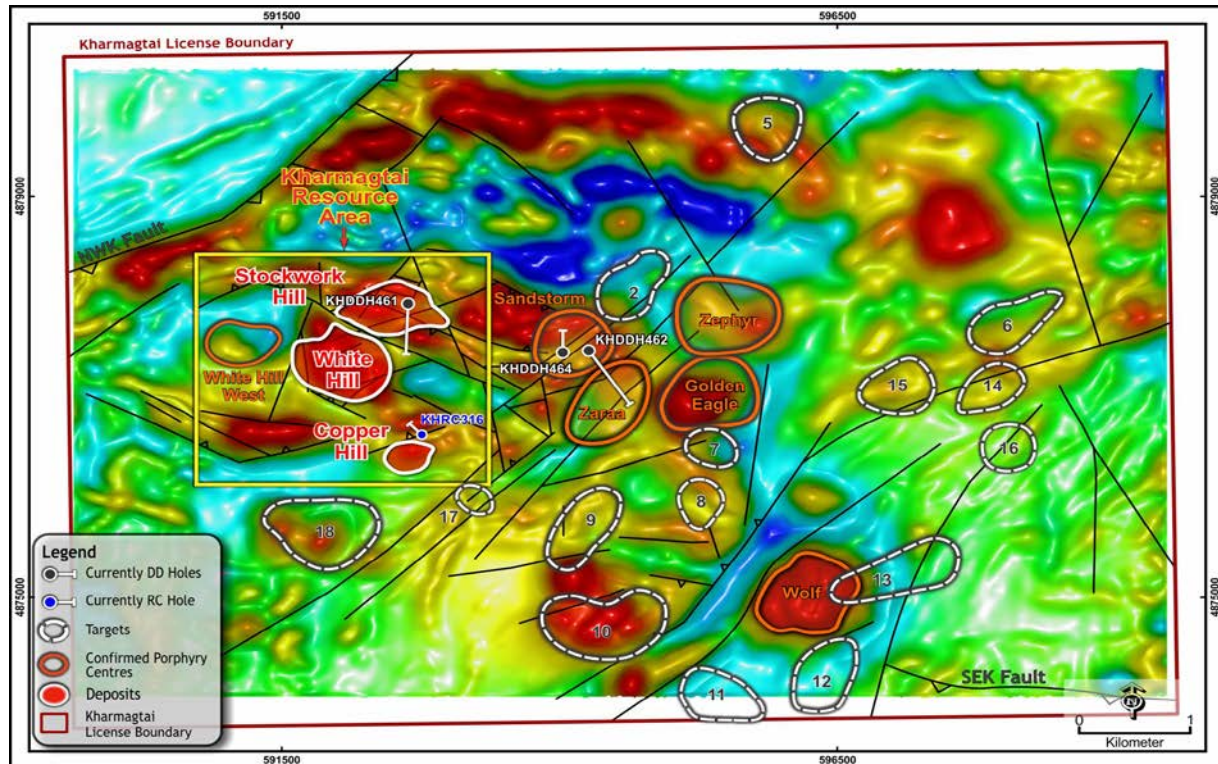 591500
596500
Kharmagtai License Boundary
5
4879000
4879000
Kharmagtai
Resource
Area
NWK Fault
Stockwork
Hill
KHDDH461
Sandstorm
2
Zephyr
6
KHDDH462
White
Hill
KHDDH464
White Hill
West
Golden
Eagle
15
14
Zaraa
KHRC316
Copper
Hill
7
16
17
8
9
18
Legend
Currently DD Holes
Currently RC Hole
Targets
Confirmed Porphyry
Centres
Deposits
Kharmagtai
License Boundary
13
Wolf
4875000
4875000
10
12
11
SEK Fault
N
0
1
Kilometer
591500
596500